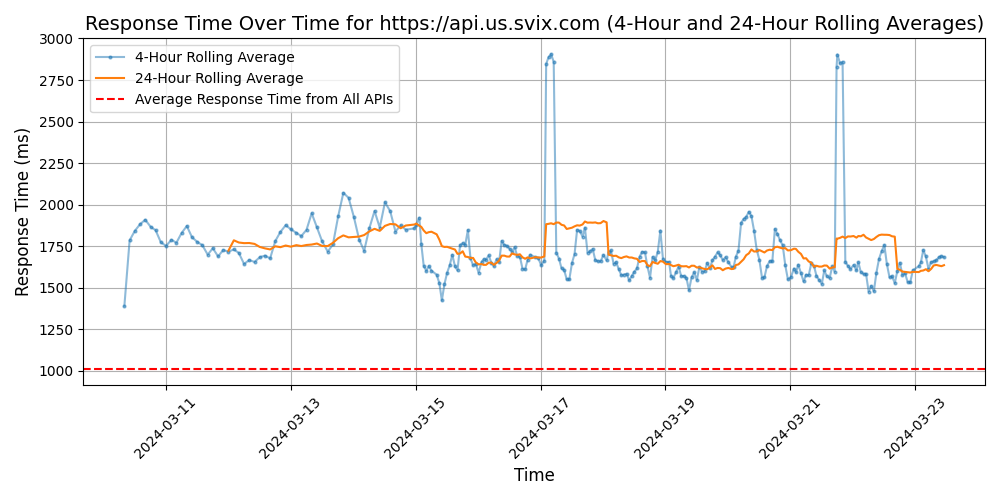 Response Time Over Time for https://api.us.svix.com (4-Hour and 24-Hour Rolling Averages)
4-Hour Rolling Average
24-Hour Rolling Average
Average Response Time from All APIs
Response Time (ms)
3000
2750
2500
2250
2000
1750
1500
1250
1000
2024-03-11
2024-03-13
2024-03-15
2024-03-17
2024-03-19
2024-03-21
2024-03-23
Time